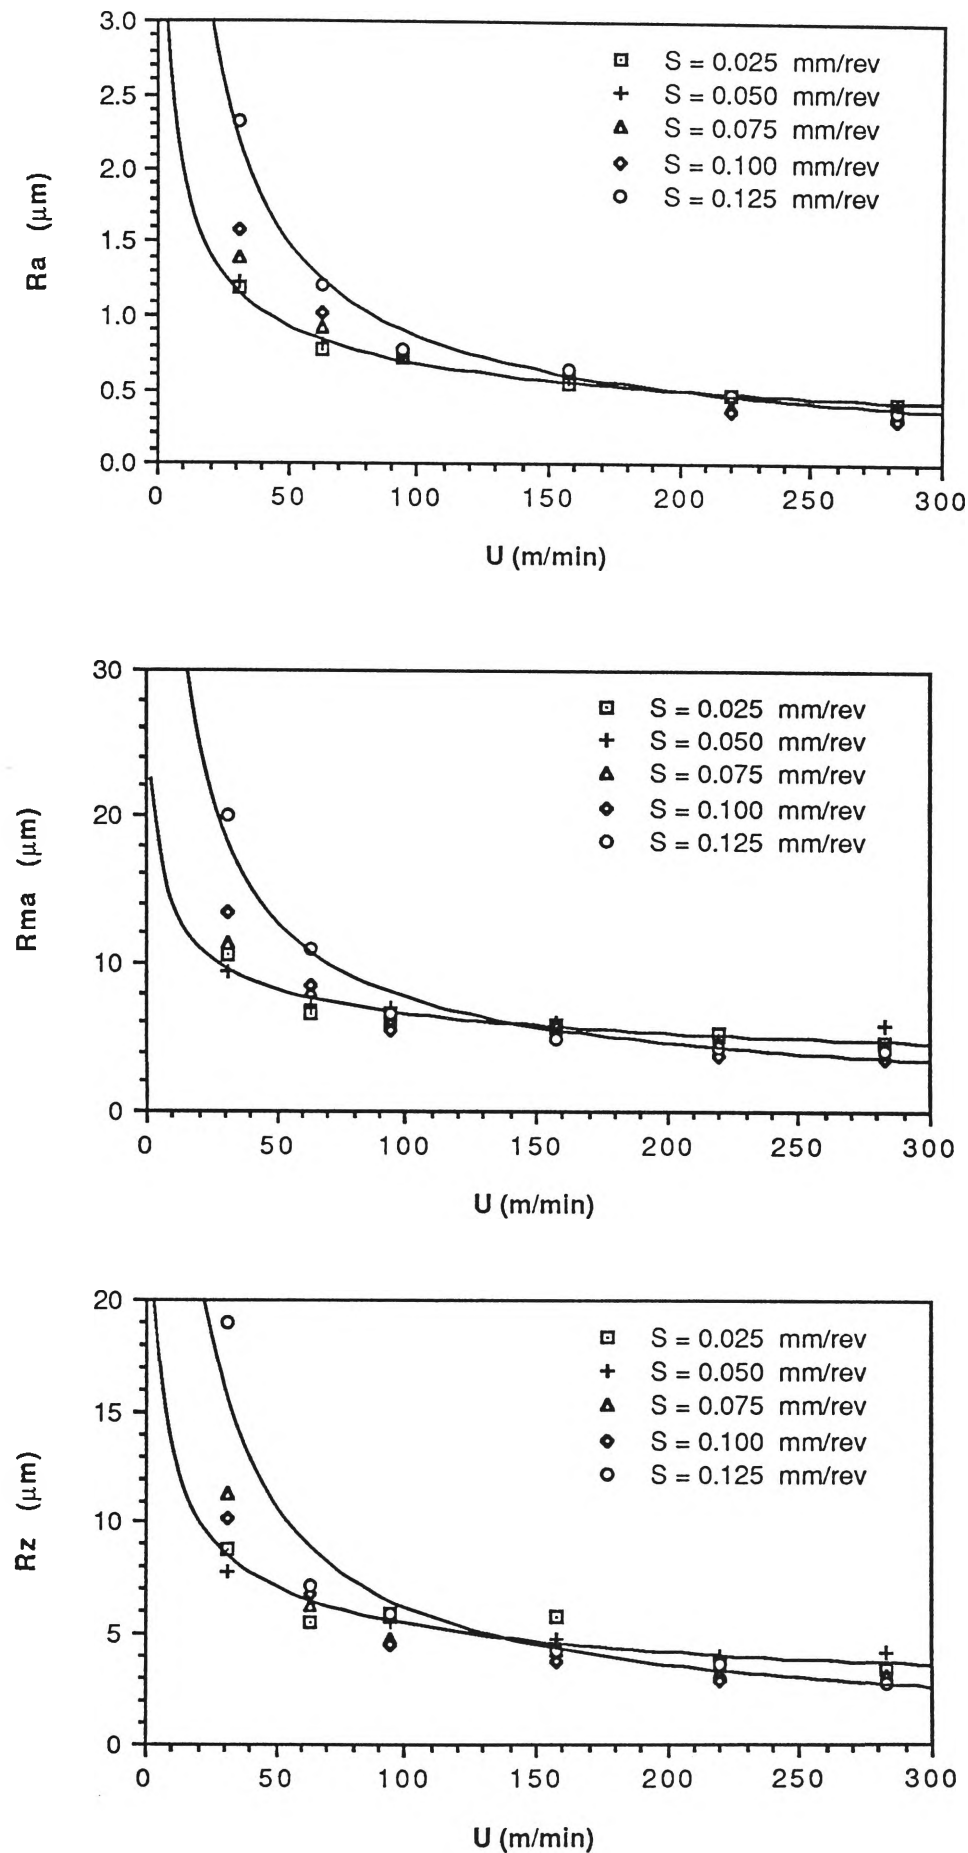 3.0
2.5
2.0
1.5
1.0
0.5
0.0
Ra (μm)
S = 0.025 mm/rev
S = 0.050 mm/rev
S = 0.075 mm/rev
S = 0.100 mm/rev
S = 0.125 mm/rev
0 50 100 150 200 250 300
U (m/min)
30
20
10
0
Rma (μm)
S = 0.025 mm/rev
S = 0.050 mm/rev
S = 0.075 mm/rev
S = 0.100 mm/rev
S = 0.125 mm/rev
0 50 100 150 200 250 300
U (m/min)
20
15
10
5
0
Rz (μm)
S = 0.025 mm/rev
S = 0.050 mm/rev
S = 0.075 mm/rev
S = 0.100 mm/rev
S = 0.125 mm/rev
0 50 100 150 200 250 300
U (m/min)